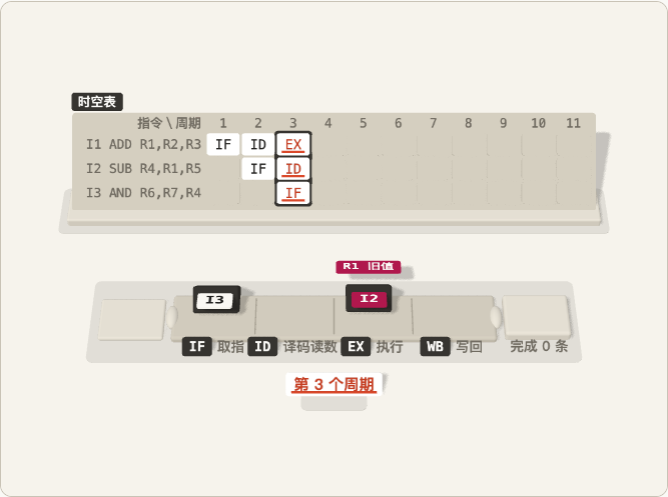 时空表
指令 \ 周期 1 2 3 4 5 6 7 8 9 10 11
I1 ADD R1,R2,R3 IF ID EX
I2 SUB R4,R1,R5 IF ID
I3 AND R6,R7,R4 IF
R1 旧值
I3 I2
IF 取指 ID 译码读数 EX 执行 WB 写回 完成 0 条
第 3 个周期